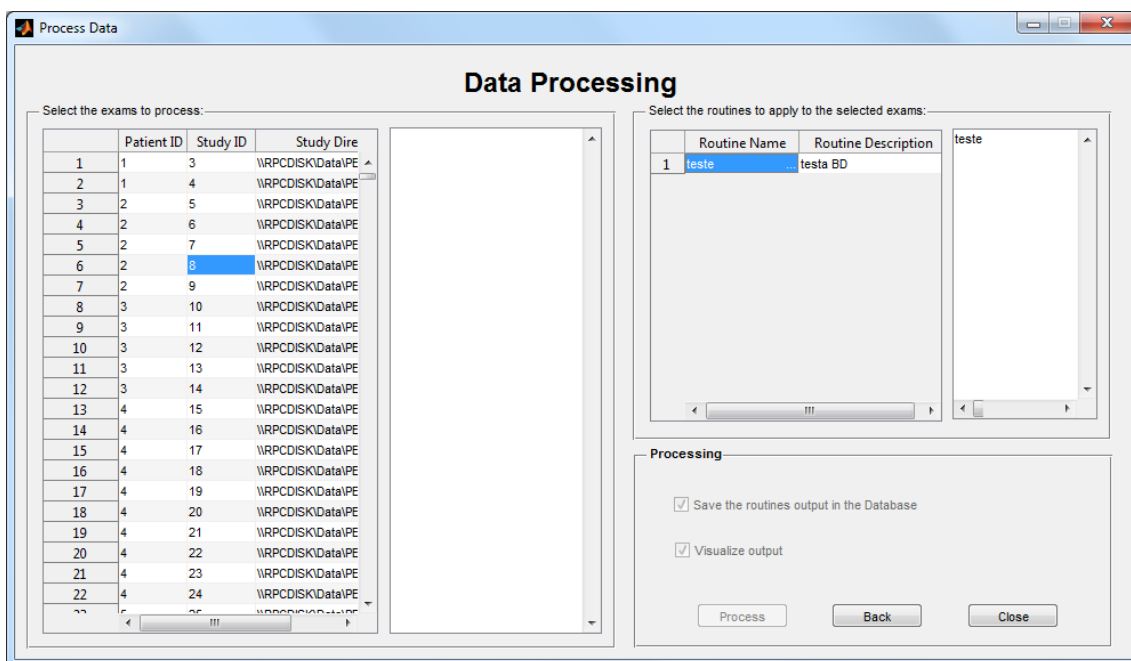 Process Data
Data Processing
Select the exams to process:
Patient ID Study ID Study Dire
1 1 3 \\RPCDISK\Data\PE
2 1 4 \\RPCDISK\Data\PE
3 2 5 \\RPCDISK\Data\PE
4 2 6 \\RPCDISK\Data\PE
5 2 7 \\RPCDISK\Data\PE
6 2 8 \\RPCDISK\Data\PE
7 2 9 \\RPCDISK\Data\PE
8 3 10 \\RPCDISK\Data\PE
9 3 11 \\RPCDISK\Data\PE
10 3 12 \\RPCDISK\Data\PE
11 3 13 \\RPCDISK\Data\PE
12 3 14 \\RPCDISK\Data\PE
13 4 15 \\RPCDISK\Data\PE
14 4 16 \\RPCDISK\Data\PE
15 4 17 \\RPCDISK\Data\PE
16 4 18 \\RPCDISK\Data\PE
17 4 19 \\RPCDISK\Data\PE
18 4 20 \\RPCDISK\Data\PE
19 4 21 \\RPCDISK\Data\PE
20 4 22 \\RPCDISK\Data\PE
21 4 23 \\RPCDISK\Data\PE
22 4 24 \\RPCDISK\Data\PE
Select the routines to apply to the selected exams:
Routine Name Routine Description
1 teste ... testa BD
teste
Processing
Save the routines output in the Database
Visualize output
Process Back Close